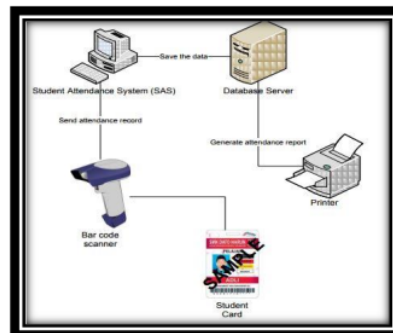 Save the data
Student Attendance System (SAS)
Database Server
Send attendance record
Generate attendance report
Printer
Bar code
scanner
SAMPLE
Student
Card